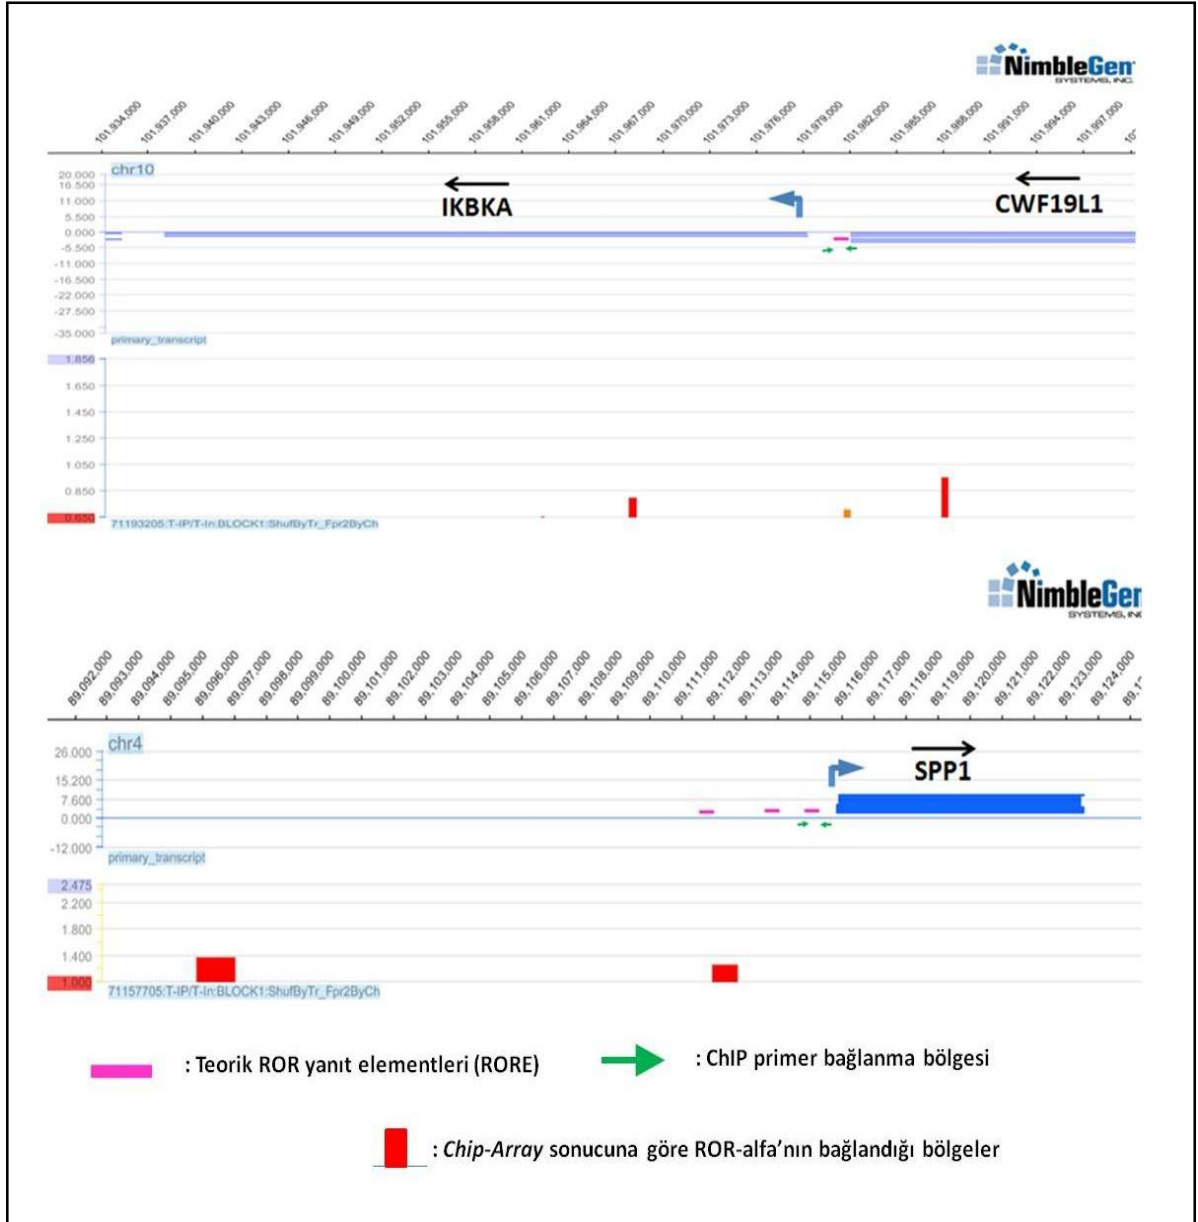 NimbleGen
SYSTEMS, INC.
101.934.000 101.937.000 101.940.000 101.943.000 101.946.000 101.949.000 101.952.000 101.955.000 101.958.000 101.961.000 101.964.000 101.967.000 101.970.000 101.973.000 101.976.000 101.979.000 101.982.000 101.985.000 101.988.000 101.991.000 101.994.000 101.997.000
chr10
20.000
16.500
11.000
5.500
0.000
-5.500
-11.000
-16.500
-22.000
-27.500
-35.000
IKBKA
CWF19L1
primary_transcript
1.856
1.650
1.450
1.250
1.050
0.850
0.650
71193205:T-IP/T-In:BLOCK1:ShufByTr_Fpr2ByCh
NimbleGen
SYSTEMS, INC
89.092.000 89.093.000 89.094.000 89.095.000 89.096.000 89.097.000 89.098.000 89.099.000 89.100.000 89.101.000 89.102.000 89.103.000 89.104.000 89.105.000 89.106.000 89.107.000 89.108.000 89.109.000 89.110.000 89.111.000 89.112.000 89.113.000 89.114.000 89.115.000 89.116.000 89.117.000 89.118.000 89.119.000 89.120.000 89.121.000 89.122.000 89.123.000 89.124.000
chr4
26.000
15.200
7.600
0.000
-12.000
SPP1
primary_transcript
2.475
2.200
1.800
1.400
1.000
71157705:T-IP/T-In:BLOCK1:ShufByTr_Fpr2ByCh
: Teorik ROR yanıt elementleri (RORE)
: ChIP primer bağlanma bölgesi
: Chip-Array sonucuna göre ROR-alfa’nın bağlandığı bölgeler